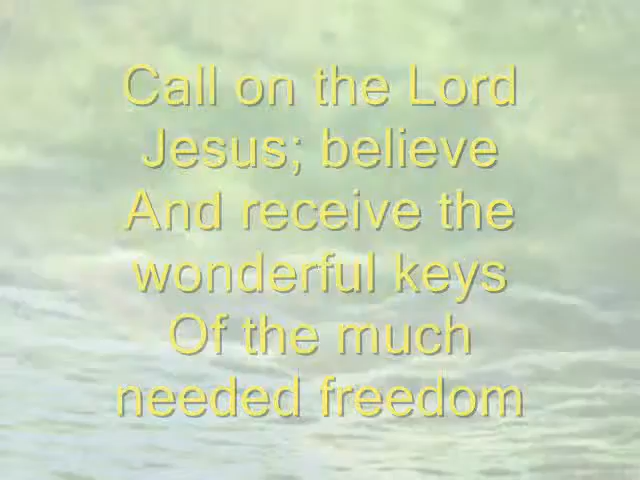 Call on the Lord
Jesus; believe
And receive the
wonderful keys
Of the much
needed freedom